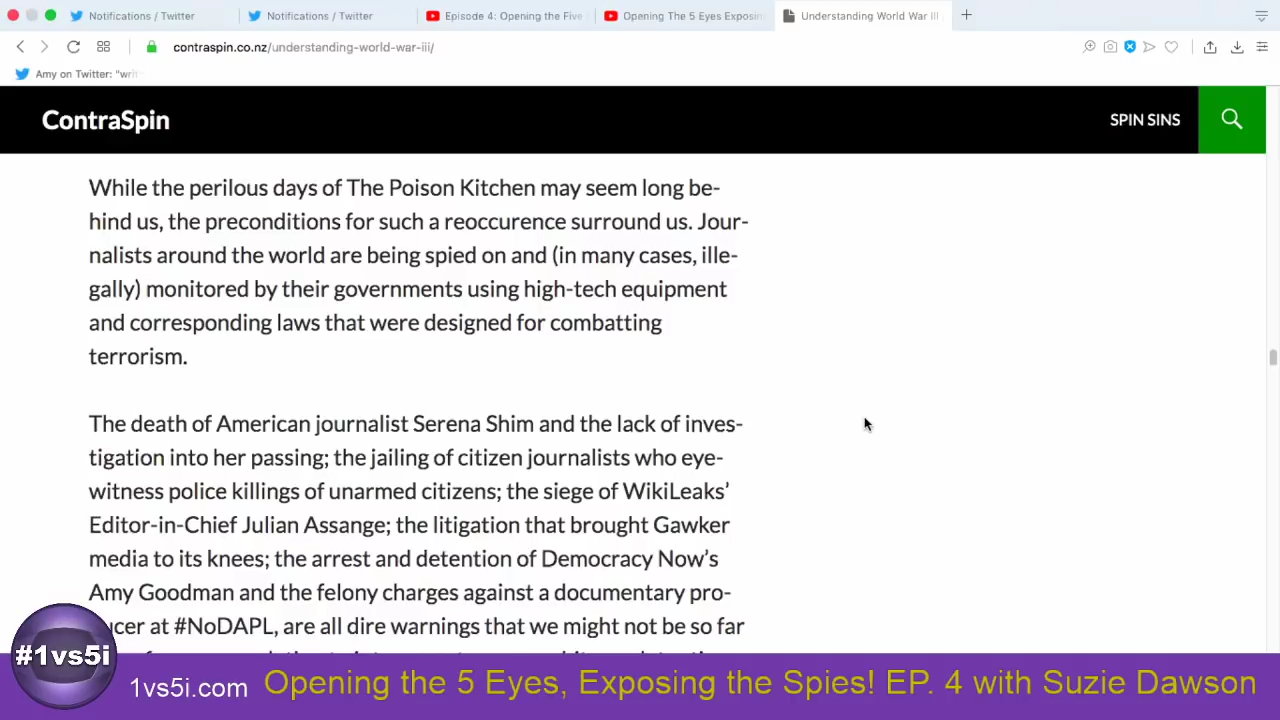 Notifications / Twitter
Notifications / Twitter
Episode 4: Opening the Five
Opening The 5 Eyes Exposin
Understanding World War III
contraspin.co.nz/understanding-world-war-iii/
Amy on Twitter: "writ
ContraSpin
SPIN SINS
While the perilous days of The Poison Kitchen may seem long be-
hind us, the preconditions for such a reoccurence surround us. Jour-
nalists around the world are being spied on and (in many cases, ille-
gally) monitored by their governments using high-tech equipment
and corresponding laws that were designed for combatting
terrorism.
The death of American journalist Serena Shim and the lack of inves-
tigation into her passing; the jailing of citizen journalists who eye-
witness police killings of unarmed citizens; the siege of WikiLeaks’
Editor-in-Chief Julian Assange; the litigation that brought Gawker
media to its knees; the arrest and detention of Democracy Now’s
Amy Goodman and the felony charges against a documentary pro-
ucer at #NoDAPL, are all dire warnings that we might not be so far
#1vs5i
1vs5i.com
Opening the 5 Eyes, Exposing the Spies! EP. 4 with Suzie Dawson